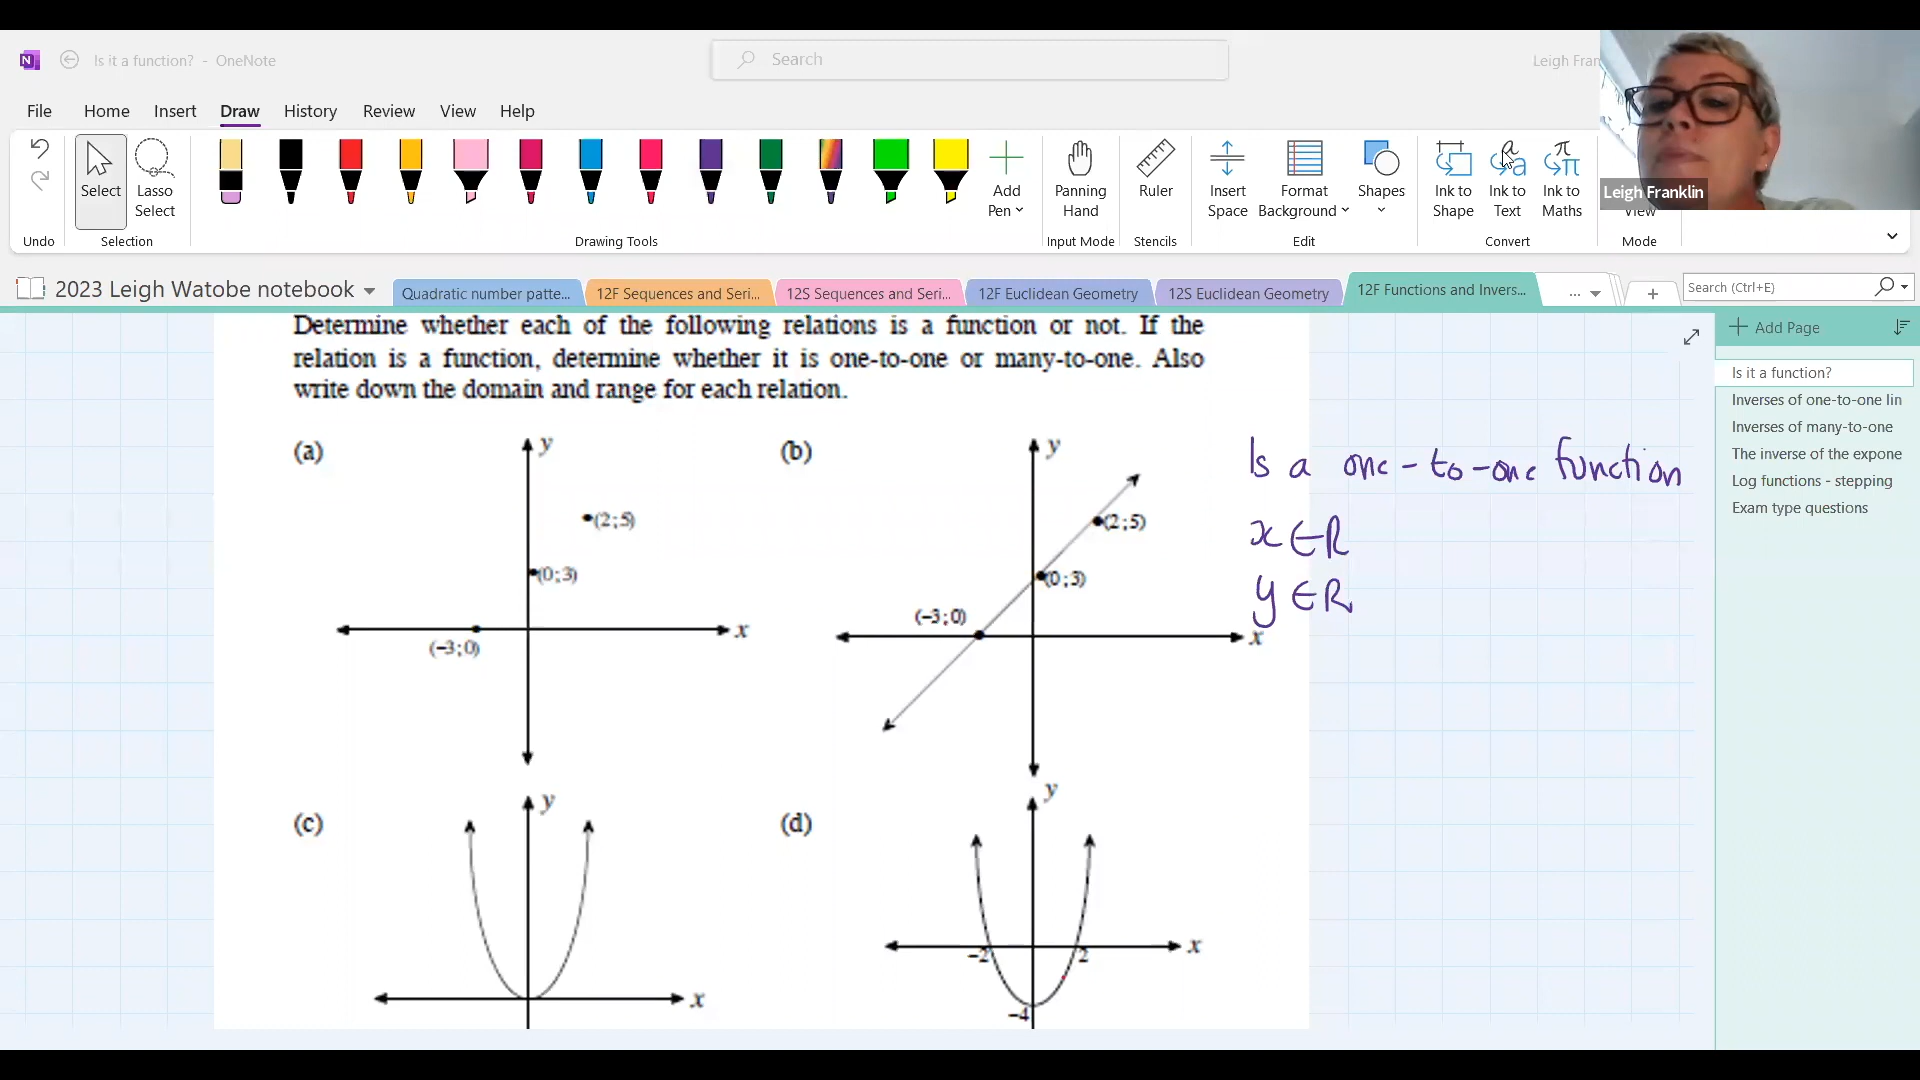 Is it a function? - OneNote
Search
Leigh Fran
File Home Insert Draw History Review View Help
Select
Lasso Select
Add Pen
Panning Hand
Ruler
Insert Space
Format Background
Shapes
Ink to Shape
Ink to Text
Ink to Maths
Leigh Franklin
View
Undo Selection Drawing Tools Input Mode Stencils Edit Convert Mode
2023 Leigh Watobe notebook
Quadratic number patte...
12F Sequences and Seri...
12S Sequences and Seri...
12F Euclidean Geometry
12S Euclidean Geometry
12F Functions and Invers...
...
Search (Ctrl+E)
Add Page
Is it a function?
Inverses of one-to-one lin
Inverses of many-to-one
The inverse of the expone
Log functions - stepping
Exam type questions
Determine whether each of the following relations is a function or not. If the
relation is a function, determine whether it is one-to-one or many-to-one. Also
write down the domain and range for each relation.
(a)
y
(2;5)
(0;3)
x
(-3;0)
(b)
y
(2;5)
(0;3)
(-3;0)
x
Is a one-to-one function
x∈R
y∈R
(c)
y
x
(d)
y
x
-2
2
-4